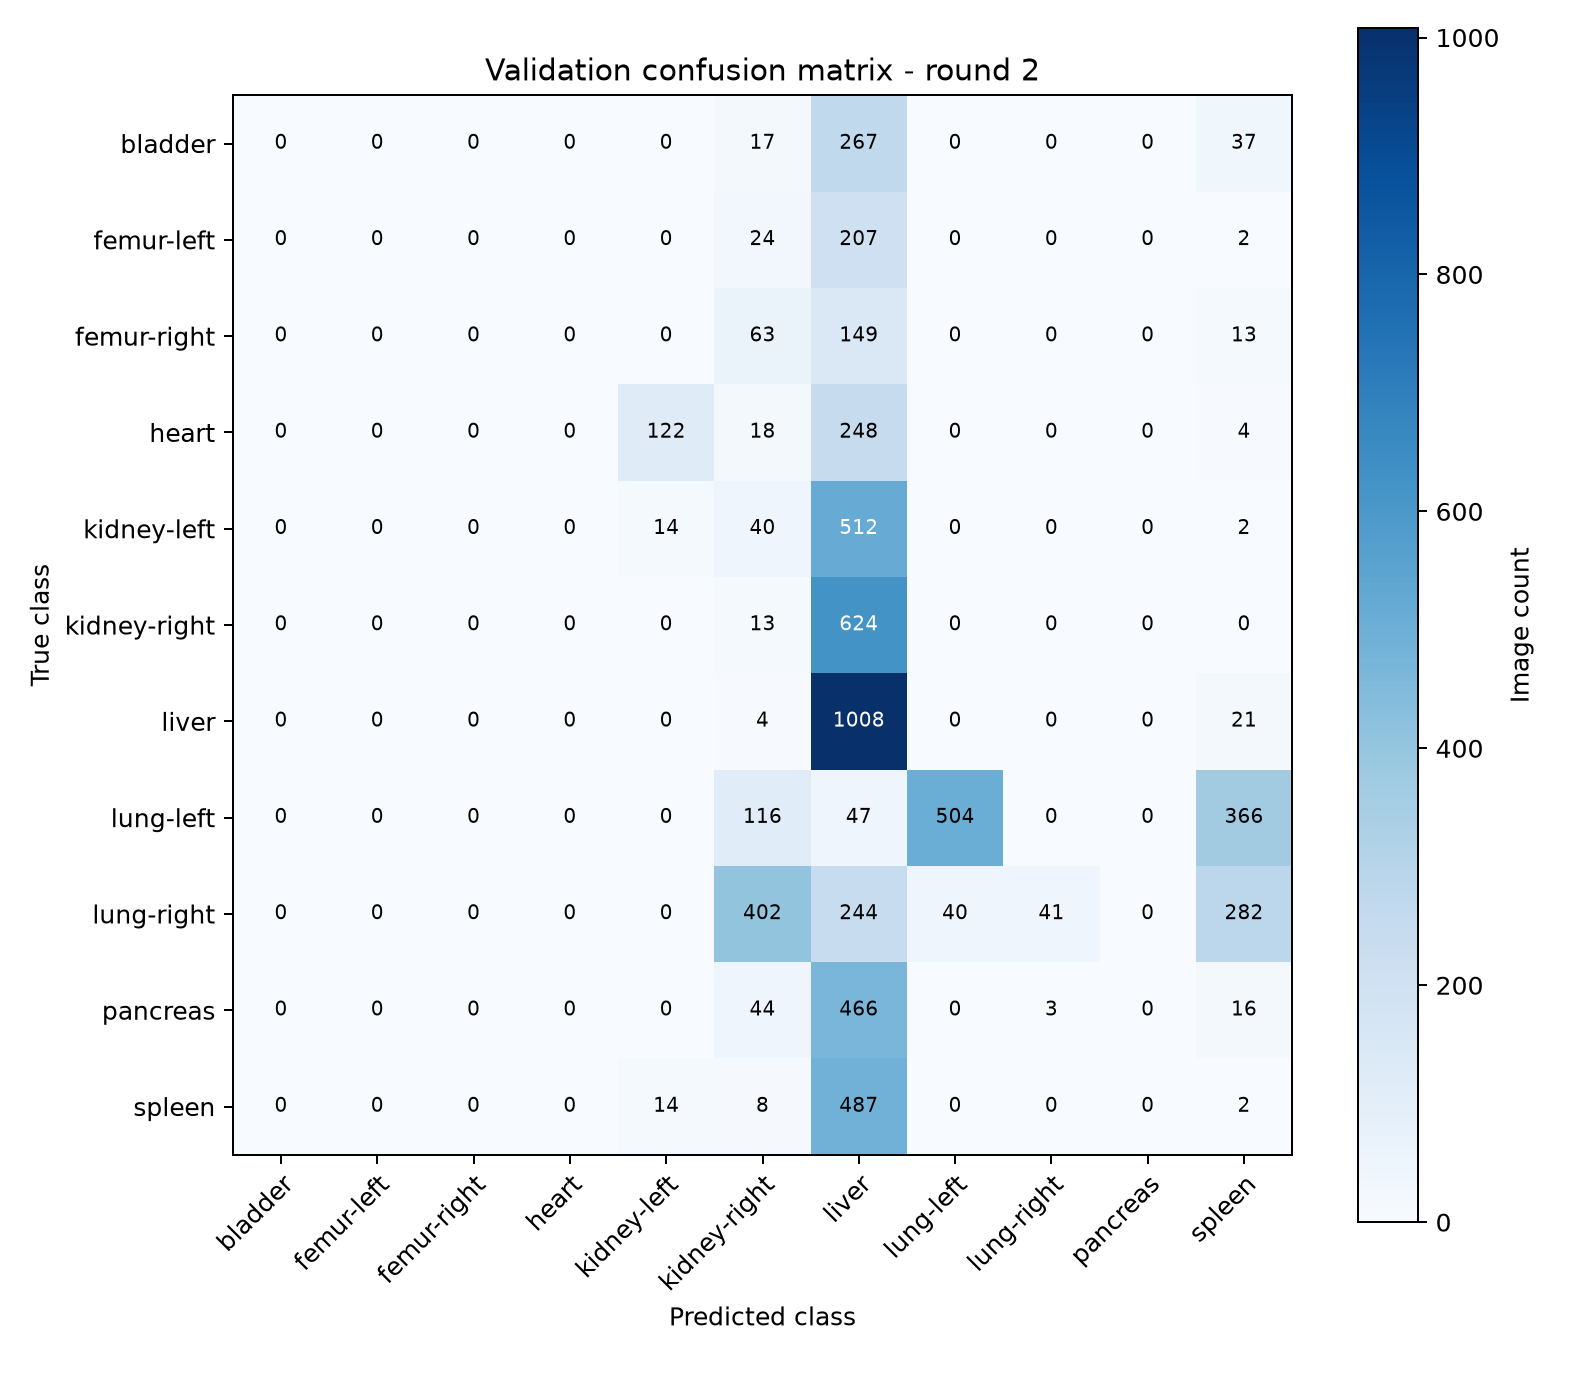 Validation confusion matrix - round 2
1000
800
600
400
200
0
Image count
True class
bladder 0 0 0 0 0 17 267 0 0 0 37
femur-left 0 0 0 0 0 24 207 0 0 0 2
femur-right 0 0 0 0 0 63 149 0 0 0 13
heart 0 0 0 0 122 18 248 0 0 0 4
kidney-left 0 0 0 0 14 40 512 0 0 0 2
kidney-right 0 0 0 0 0 13 624 0 0 0 0
liver 0 0 0 0 0 4 1008 0 0 0 21
lung-left 0 0 0 0 0 116 47 504 0 0 366
lung-right 0 0 0 0 0 402 244 40 41 0 282
pancreas 0 0 0 0 0 44 466 0 3 0 16
spleen 0 0 0 0 14 8 487 0 0 0 2
bladder femur-left femur-right heart kidney-left kidney-right liver lung-left lung-right pancreas spleen
Predicted class